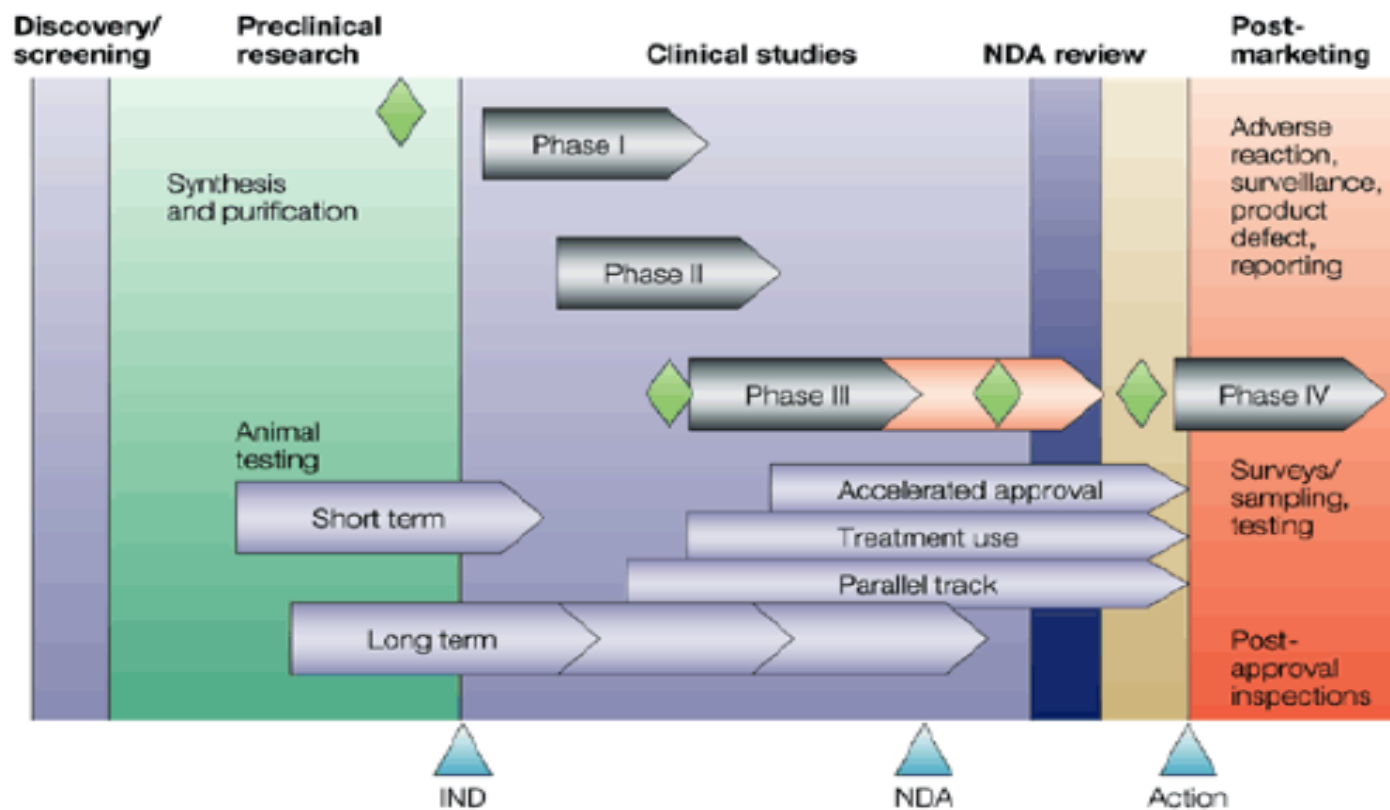 Discovery/
screening
Preclinical
research
Clinical studies
NDA review
Post-
marketing
Phase I
Adverse
reaction,
surveillance,
product
defect,
reporting
Synthesis
and purification
Phase II
Phase III
Phase IV
Animal
testing
Short term
Accelerated approval
Surveys/
sampling,
testing
Treatment use
Parallel track
Long term
Post-
approval
inspections
IND
NDA
Action